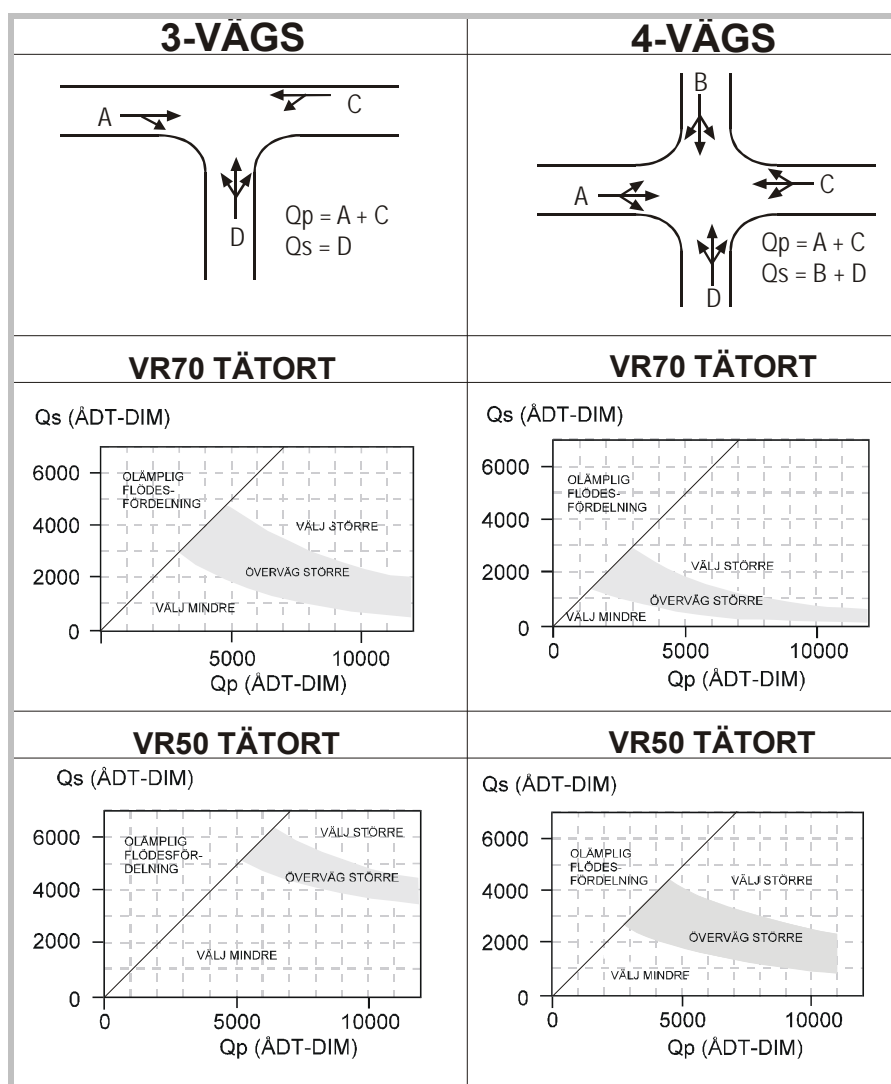 3-VÄGS
4-VÄGS
A
C
D
Qp = A + C
Qs = D
B
A
C
D
Qp = A + C
Qs = B + D
VR70 TÄTORT
VR70 TÄTORT
Qs (ÅDT-DIM)
6000
4000
2000
0
OLÄMPLIG
FLÖDES-
FÖRDELNING
VÄLJ STÖRRE
ÖVERVÄG STÖRRE
VÄLJ MINDRE
5000
10000
Qp (ÅDT-DIM)
Qs (ÅDT-DIM)
6000
4000
2000
0
OLÄMPLIG
FLÖDES-
FÖRDELNING
VÄLJ STÖRRE
ÖVERVÄG STÖRRE
VÄLJ MINDRE
0
5000
10000
Qp (ÅDT-DIM)
VR50 TÄTORT
VR50 TÄTORT
Qs (ÅDT-DIM)
6000
4000
2000
0
OLÄMPLIG
FLÖDESFÖR-
DELNING
VÄLJ STÖRRE
ÖVERVÄG STÖRRE
VÄLJ MINDRE
0
5000
10000
Qp (ÅDT-DIM)
Qs (ÅDT-DIM)
6000
4000
2000
0
OLÄMPLIG
FLÖDES-
FÖRDELNING
VÄLJ STÖRRE
ÖVERVÄG STÖRRE
VÄLJ MINDRE
0
5000
10000
Qp (ÅDT-DIM)